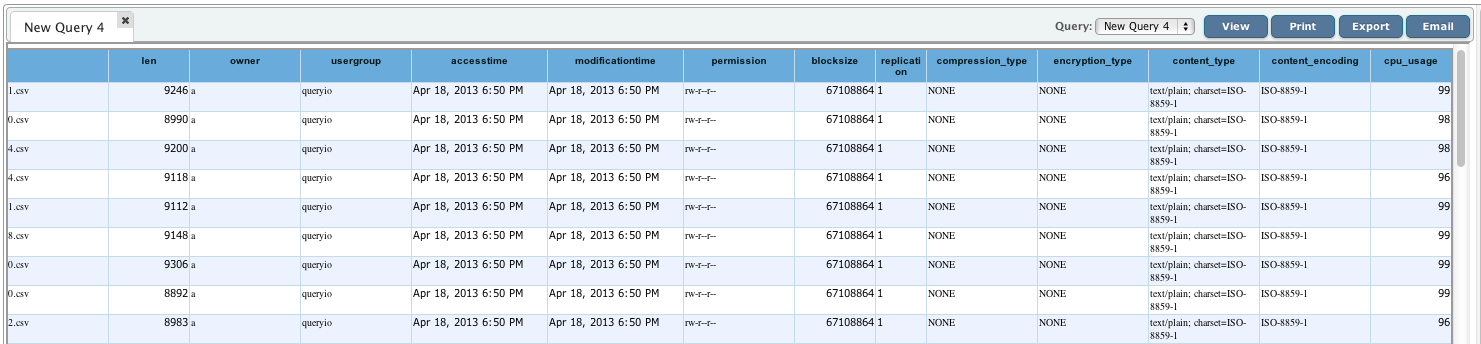 New Query 4 ✖ Query: New Query 4 View Print Export Email
len owner usergroup accesstime modificationtime permission blocksize replicati compression_type encryption_type content_type content_encoding cpu_usage
on
1.csv 9246 a queryio Apr 18, 2013 6:50 PM Apr 18, 2013 6:50 PM rw-r--r-- 67108864 1 NONE NONE text/plain; charset=ISO- ISO-8859-1 99
8859-1
0.csv 8990 a queryio Apr 18, 2013 6:50 PM Apr 18, 2013 6:50 PM rw-r--r-- 67108864 1 NONE NONE text/plain; charset=ISO- ISO-8859-1 98
8859-1
4.csv 9200 a queryio Apr 18, 2013 6:50 PM Apr 18, 2013 6:50 PM rw-r--r-- 67108864 1 NONE NONE text/plain; charset=ISO- ISO-8859-1 98
8859-1
4.csv 9118 a queryio Apr 18, 2013 6:50 PM Apr 18, 2013 6:50 PM rw-r--r-- 67108864 1 NONE NONE text/plain; charset=ISO- ISO-8859-1 96
8859-1
1.csv 9112 a queryio Apr 18, 2013 6:50 PM Apr 18, 2013 6:50 PM rw-r--r-- 67108864 1 NONE NONE text/plain; charset=ISO- ISO-8859-1 99
8859-1
8.csv 9148 a queryio Apr 18, 2013 6:50 PM Apr 18, 2013 6:50 PM rw-r--r-- 67108864 1 NONE NONE text/plain; charset=ISO- ISO-8859-1 99
8859-1
0.csv 9306 a queryio Apr 18, 2013 6:50 PM Apr 18, 2013 6:50 PM rw-r--r-- 67108864 1 NONE NONE text/plain; charset=ISO- ISO-8859-1 99
8859-1
0.csv 8892 a queryio Apr 18, 2013 6:50 PM Apr 18, 2013 6:50 PM rw-r--r-- 67108864 1 NONE NONE text/plain; charset=ISO- ISO-8859-1 99
8859-1
2.csv 8983 a queryio Apr 18, 2013 6:50 PM Apr 18, 2013 6:50 PM rw-r--r-- 67108864 1 NONE NONE text/plain; charset=ISO- ISO-8859-1 96
8859-1